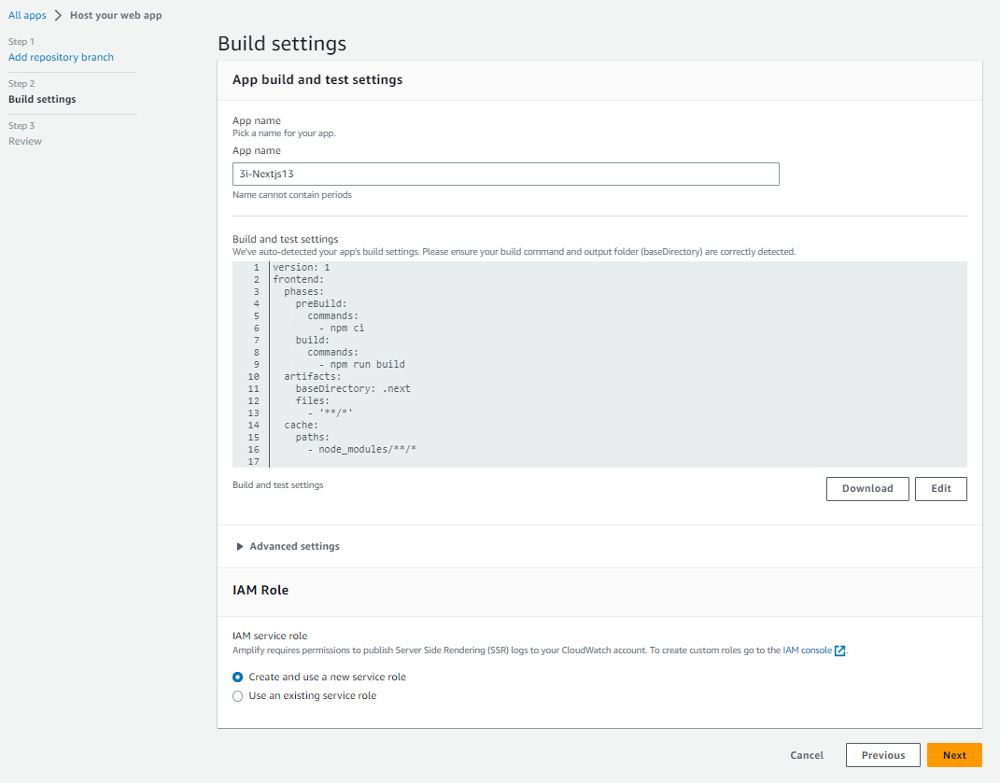 All apps > Host your web app
Step 1
Add repository branch
Step 2
Build settings
Step 3
Review
Build settings
App build and test settings
App name
Pick a name for your app.
App name
3i-Nextjs13
Name cannot contain periods
Build and test settings
We've auto-detected your app's build settings. Please ensure your build command and output folder (baseDirectory) are correctly detected.
1 version: 1
2 frontend:
3   phases:
4     preBuild:
5       commands:
6         - npm ci
7     build:
8       commands:
9         - npm run build
10   artifacts:
11     baseDirectory: .next
12     files:
13       - '**/*'
14   cache:
15     paths:
16       - node_modules/**/*
17
Build and test settings
Download Edit
Advanced settings
IAM Role
IAM service role
Amplify requires permissions to publish Server Side Rendering (SSR) logs to your CloudWatch account. To create custom roles go to the IAM console.
Create and use a new service role
Use an existing service role
Cancel Previous Next